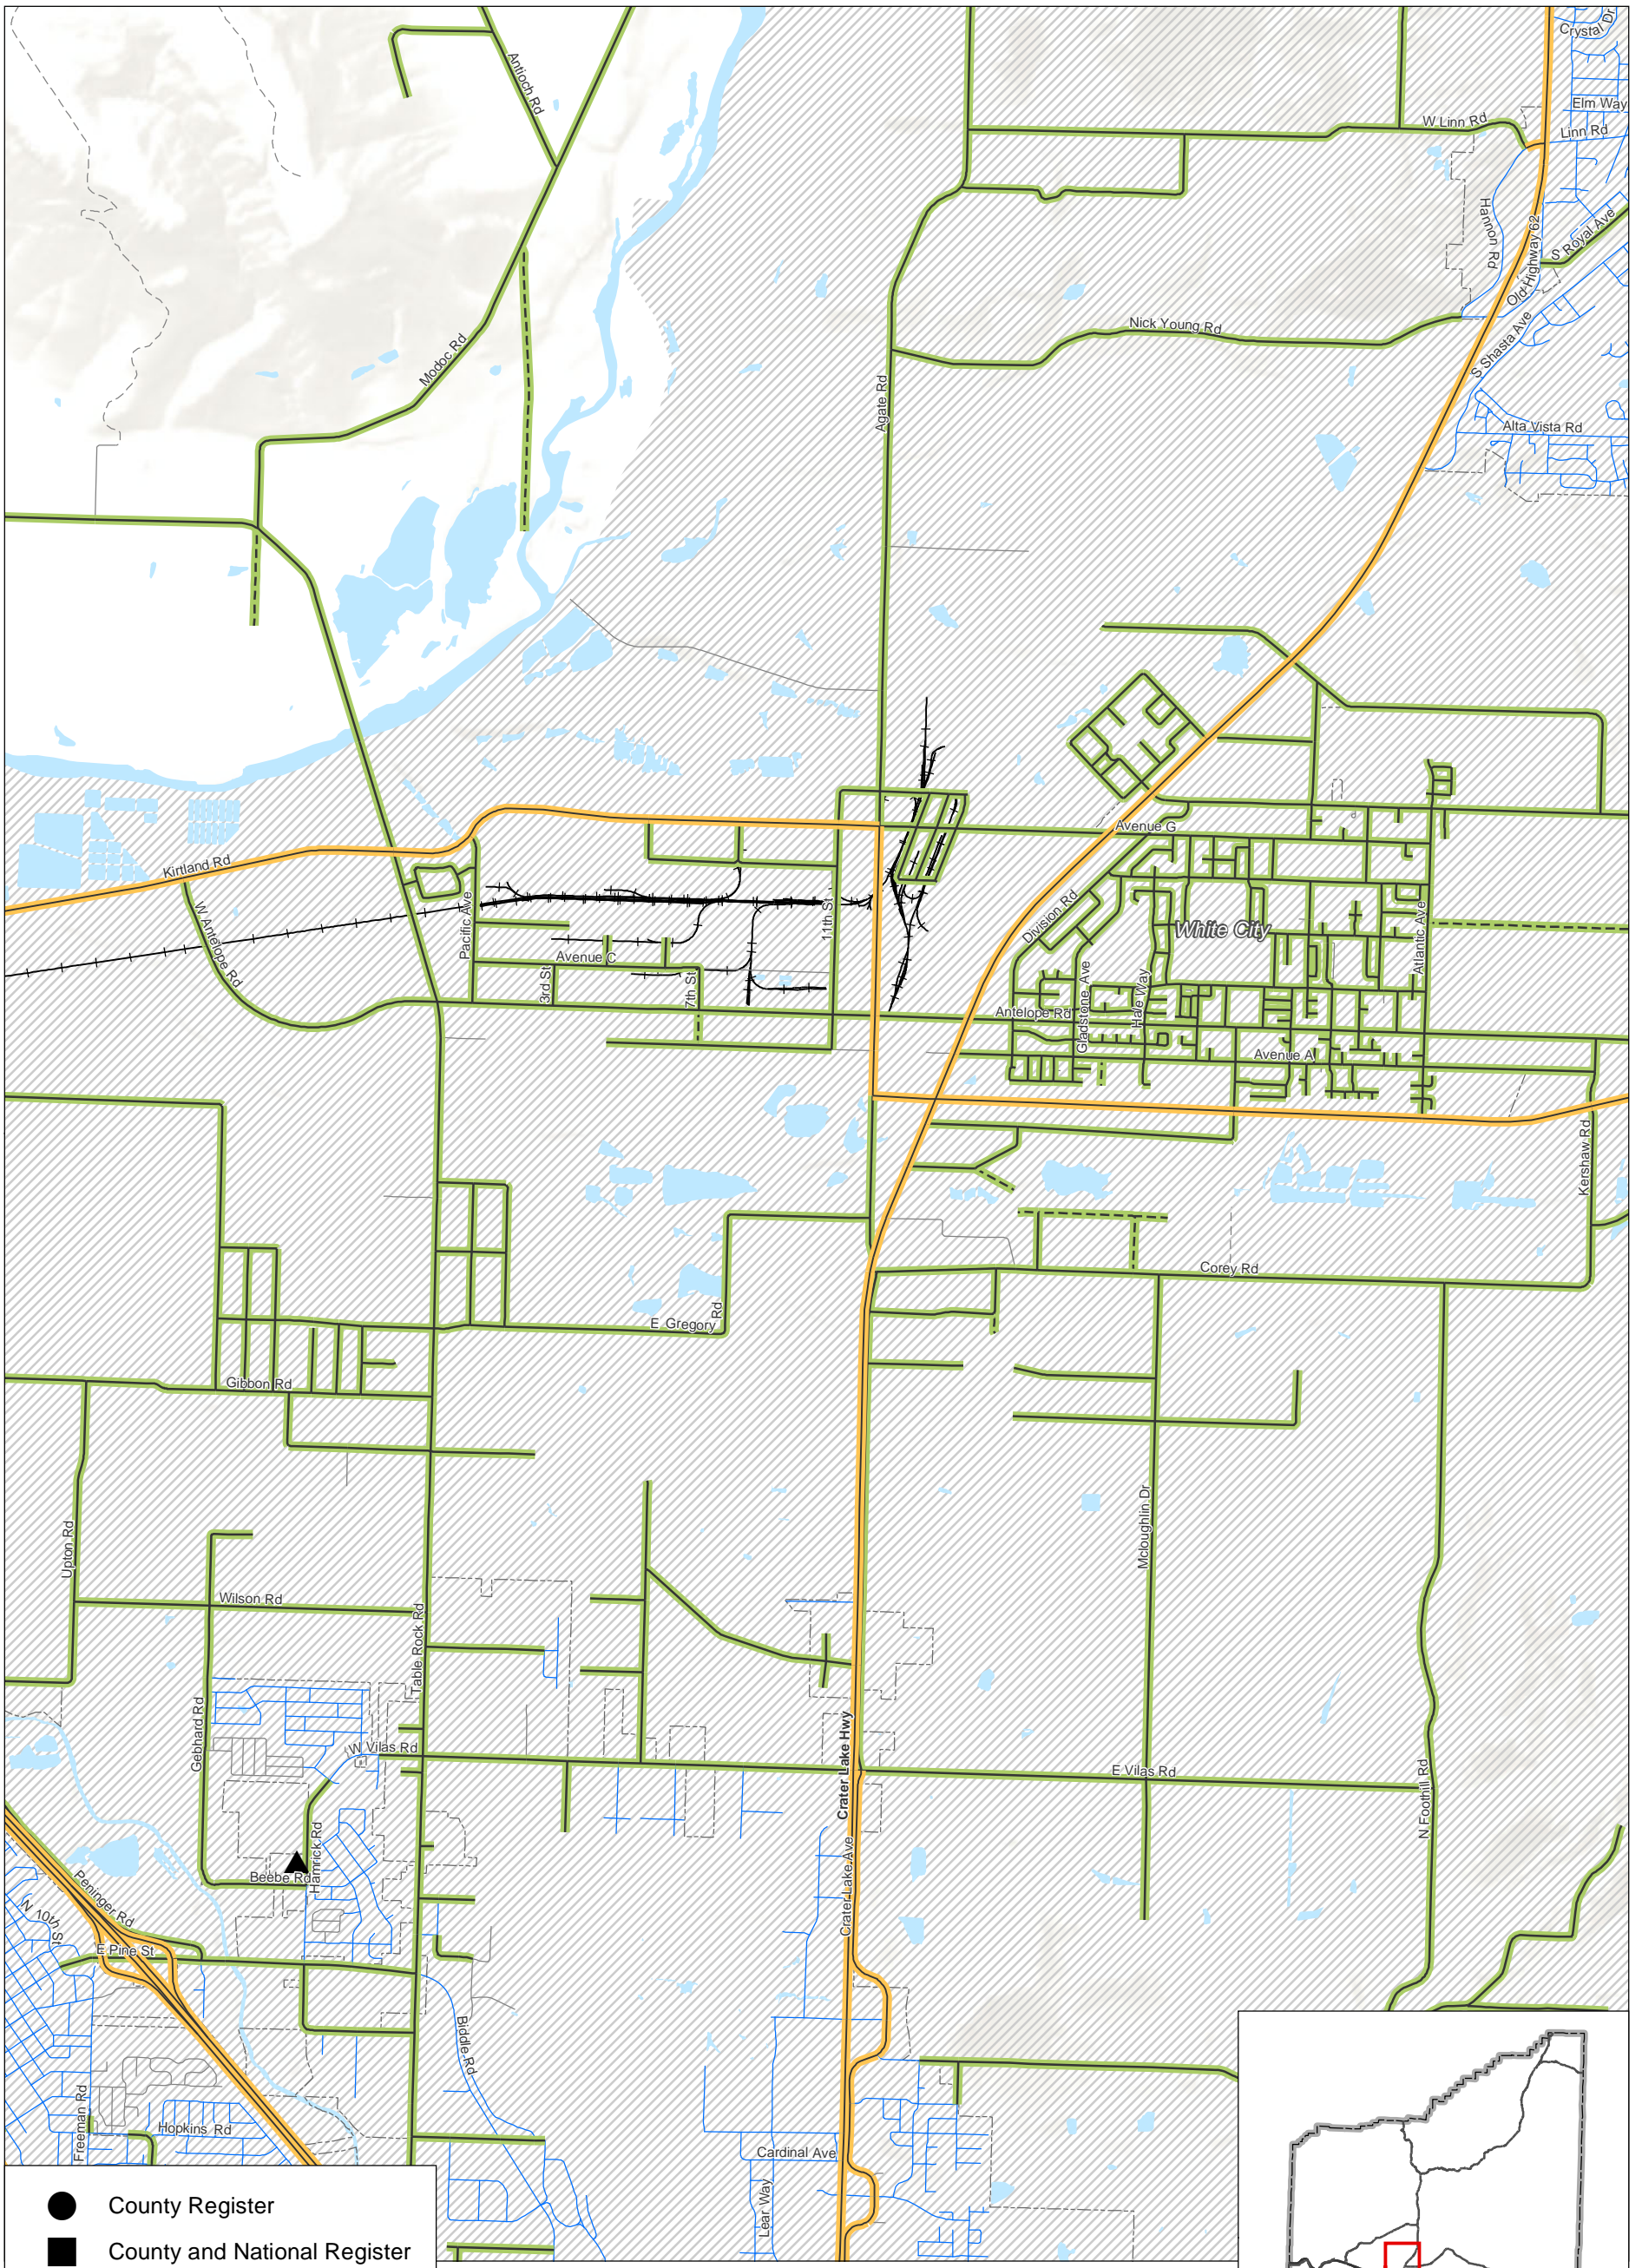 Crystal Dr
Antioch Rd
Elm Way
W Linn Rd
Linn Rd
Hannon Rd
S Royal Ave
Old Highway 62
Nick Young Rd
S Shasta Ave
Modoc Rd
Agate Rd
Alta Vista Rd
Avenue G
Kirtland Rd
W Antelope Rd
Pacific Ave
11th St
Division Rd
White City
Atlantic Ave
Avenue C
3rd St
7th St
Gladstone Ave
Hale Way
Antelope Rd
Avenue A
Kershaw Rd
Corey Rd
E Gregory Rd
Gibbon Rd
Mcloughlin Dr
Upton Rd
Wilson Rd
Table Rock Rd
Gebhard Rd
W Vilas Rd
Crater Lake Hwy
E Vilas Rd
N Foothill Rd
Hamrick Rd
Beebe Rd
Crater Lake Ave
Peninger Rd
W 10th St
E Pine St
Biddle Rd
Freeman Rd
Hopkins Rd
Cardinal Ave
Lear Way
County Register
County and National Register